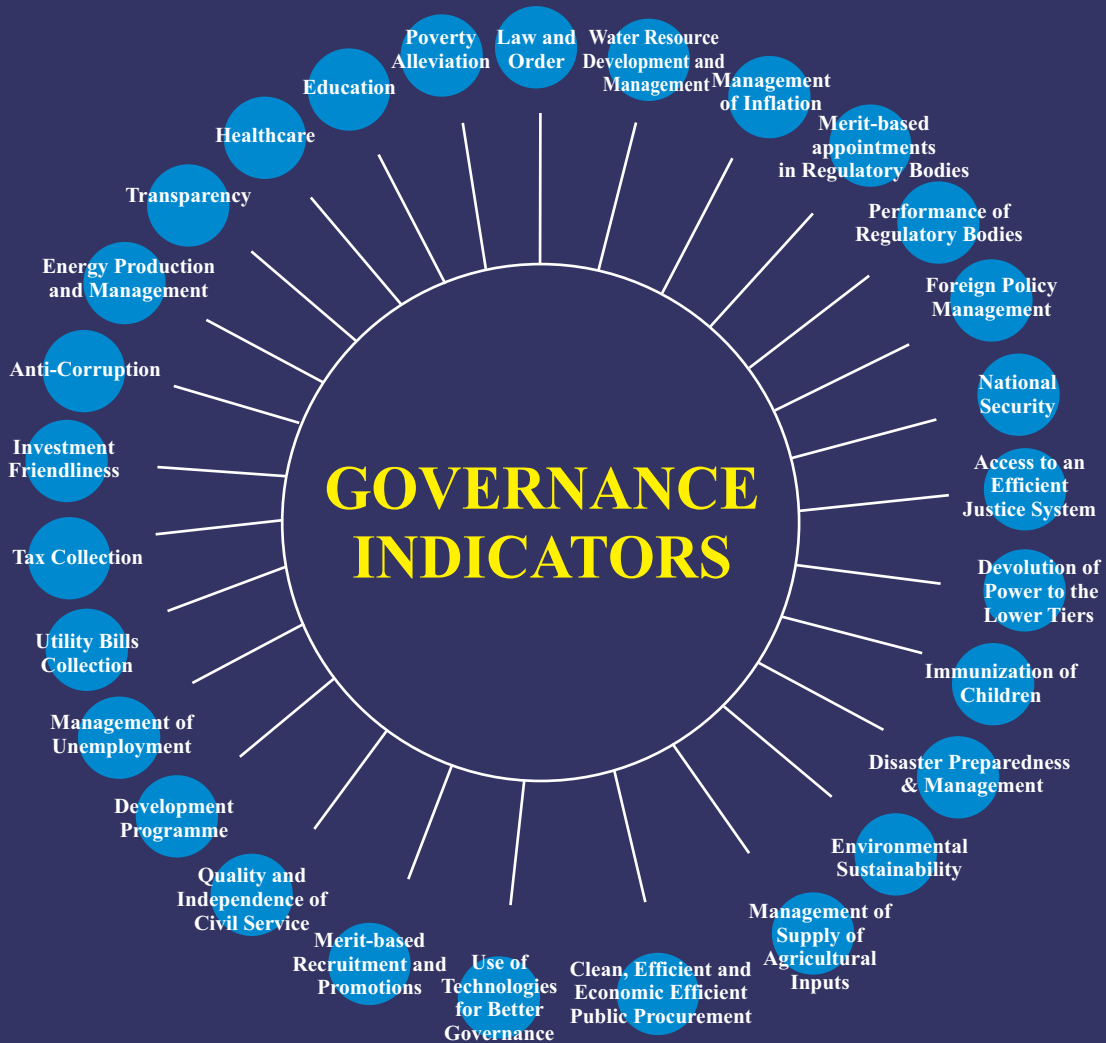 GOVERNANCE
INDICATORS
Law and
Order
Water Resource
Development and
Management
Management
of Inflation
Merit-based
appointments
in Regulatory Bodies
Performance of
Regulatory Bodies
Foreign Policy
Management
National
Security
Access to an
Efficient
Justice System
Devolution of
Power to the
Lower Tiers
Immunization of
Children
Disaster Preparedness
& Management
Environmental
Sustainability
Management of
Supply of
Agricultural
Inputs
Clean, Efficient and
Economic Efficient
Public Procurement
Use of
Technologies
for Better
Governance
Merit-based
Recruitment and
Promotions
Quality and
Independence of
Civil Service
Development
Programme
Management of
Unemployment
Utility Bills
Collection
Tax Collection
Investment
Friendliness
Anti-Corruption
Energy Production
and Management
Transparency
Healthcare
Education
Poverty
Alleviation